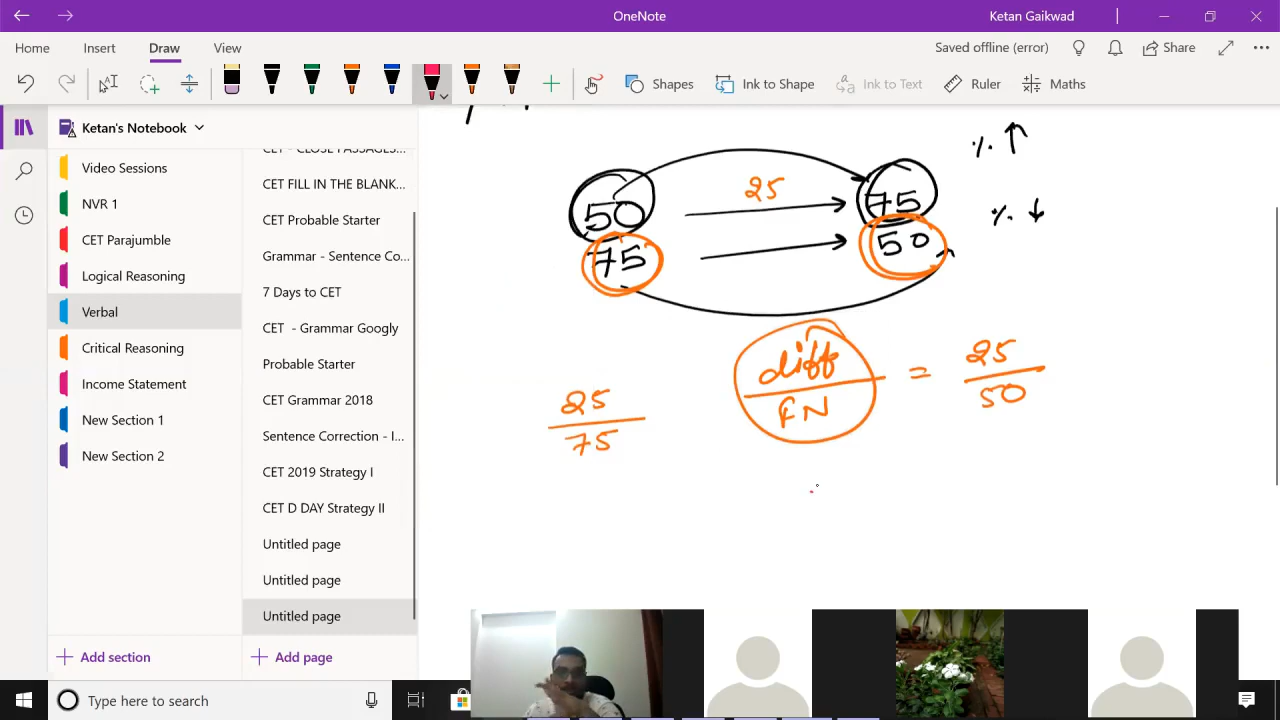 OneNote
Ketan Gaikwad
Home Insert Draw View
Saved offline (error) Share
Shapes Ink to Shape Ink to Text Ruler Maths
Ketan's Notebook
Video Sessions
NVR 1
CET Parajumble
Logical Reasoning
Verbal
Critical Reasoning
Income Statement
New Section 1
New Section 2
Add section
CET - CLOSE PASSAGES...
CET FILL IN THE BLANK...
CET Probable Starter
Grammar - Sentence Co...
7 Days to CET
CET - Grammar Googly
Probable Starter
CET Grammar 2018
Sentence Correction - I...
CET 2019 Strategy I
CET D DAY Strategy II
Untitled page
Untitled page
Untitled page
Add page
% ↑
50 25 → 75
% ↓
75 → 50
diff = 25
FN 50
25
75
Type here to search